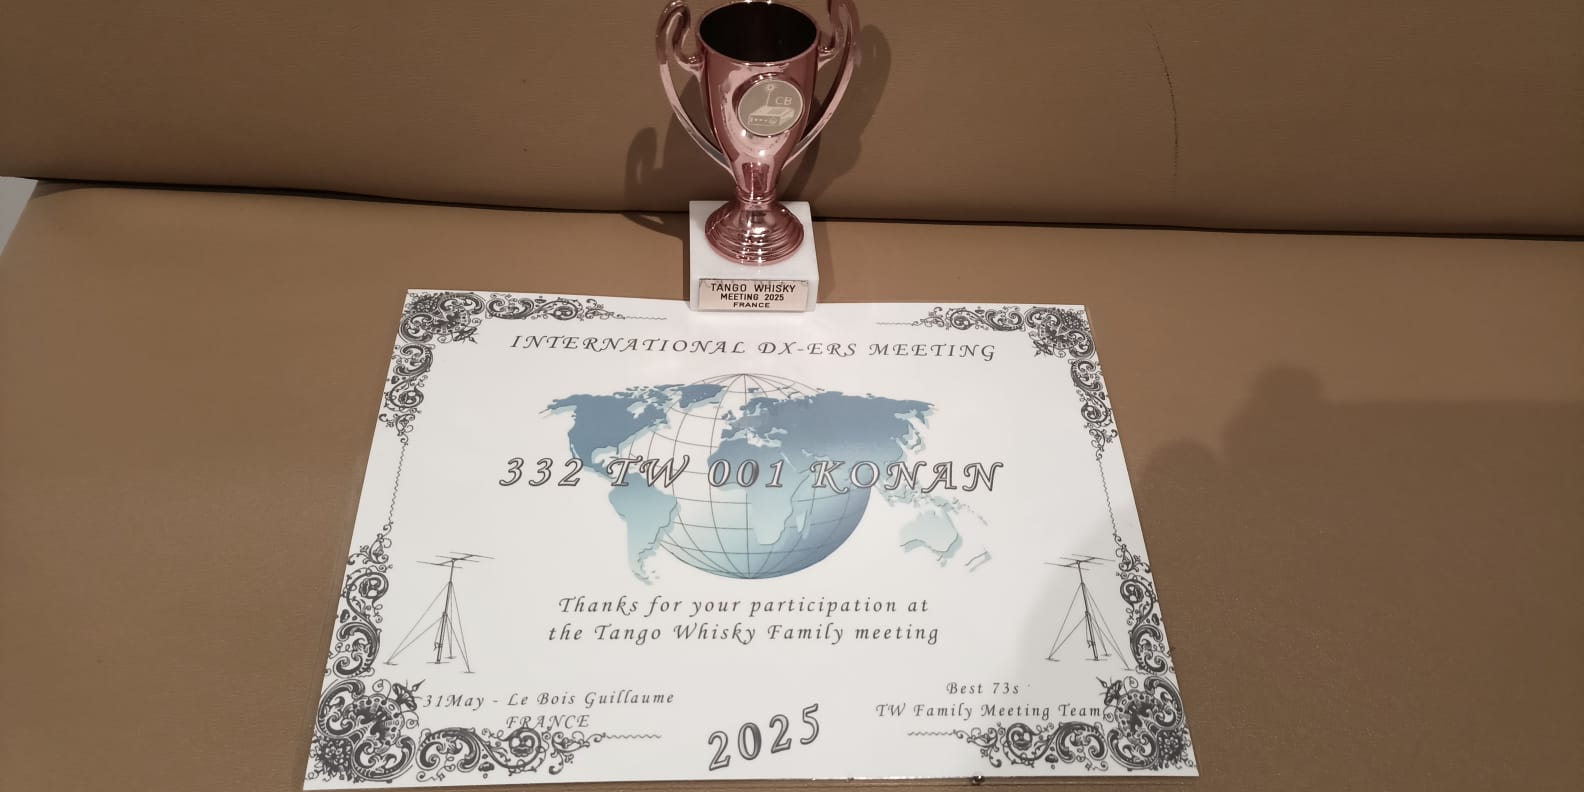 CB
TANGO WHISKY
MEETING 2025
FRANCE
INTERNATIONAL DX-ERS MEETING
332 TW 001 KONAN
Thanks for your participation at
the Tango Whisky Family meeting
31May - Le Bois Guillaume
FRANCE
2025
Best 73s
TW Family Meeting Team